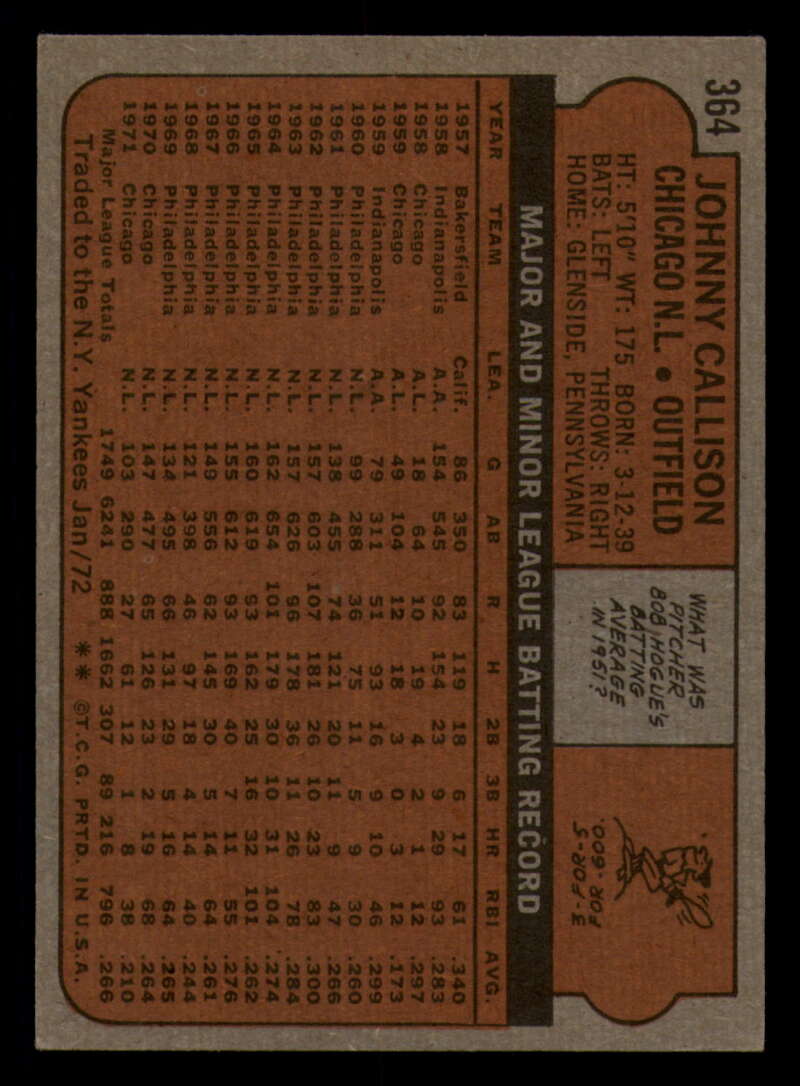 364
JOHNNY CALLISON
CHICAGO N.L. • OUTFIELD
HT: 5'10" WT: 175 BORN: 3-12-39
BATS: LEFT THROWS: RIGHT
HOME: GLENSIDE, PENNSYLVANIA
WHAT WAS
PITCHER
BOB HOGUE'S
BATTING
AVERAGE
IN 1951?
3-FOR-5
FOR .600.
MAJOR AND MINOR LEAGUE BATTING RECORD
YEAR TEAM LEA. G AB R H 2B 3B HR RBI AVG.
1957 Bakersfield Calif. 86 350 83 119 18 6 17 61 .340
1958 Indianapolis A.A. 154 545 92 154 23 9 29 93 .283
1958 Chicago A.L. 18 64 10 19 4 2 1 12 .297
1959 Chicago A.L. 49 104 12 18 3 0 3 12 .173
1959 Indianapolis A.A. 79 311 51 93 16 9 10 46 .299
1960 Philadelphia N.L. 99 288 36 75 11 5 9 30 .260
1961 Philadelphia N.L. 138 455 74 121 20 11 9 47 .266
1962 Philadelphia N.L. 157 603 107 181 26 10 23 83 .300
1963 Philadelphia N.L. 157 626 96 178 36 11 26 78 .284
1964 Philadelphia N.L. 162 654 101 179 30 10 31 104 .274
1965 Philadelphia N.L. 160 619 93 162 25 16 32 101 .262
1966 Philadelphia N.L. 155 612 93 169 40 7 11 55 .276
1967 Philadelphia N.L. 149 556 62 145 30 5 14 64 .261
1968 Philadelphia N.L. 121 398 46 97 18 4 14 40 .244
1969 Philadelphia N.L. 134 495 66 131 29 5 16 64 .265
1970 Chicago N.L. 147 477 65 126 23 2 19 68 .264
1971 Chicago N.L. 103 290 27 61 12 1 8 38 .210
Major League Totals 1749 6241 888 1662 307 89 216 796 .266
Traded to the N.Y. Yankees Jan/72 ** ©T.C.G. PRTD. IN U.S.A.